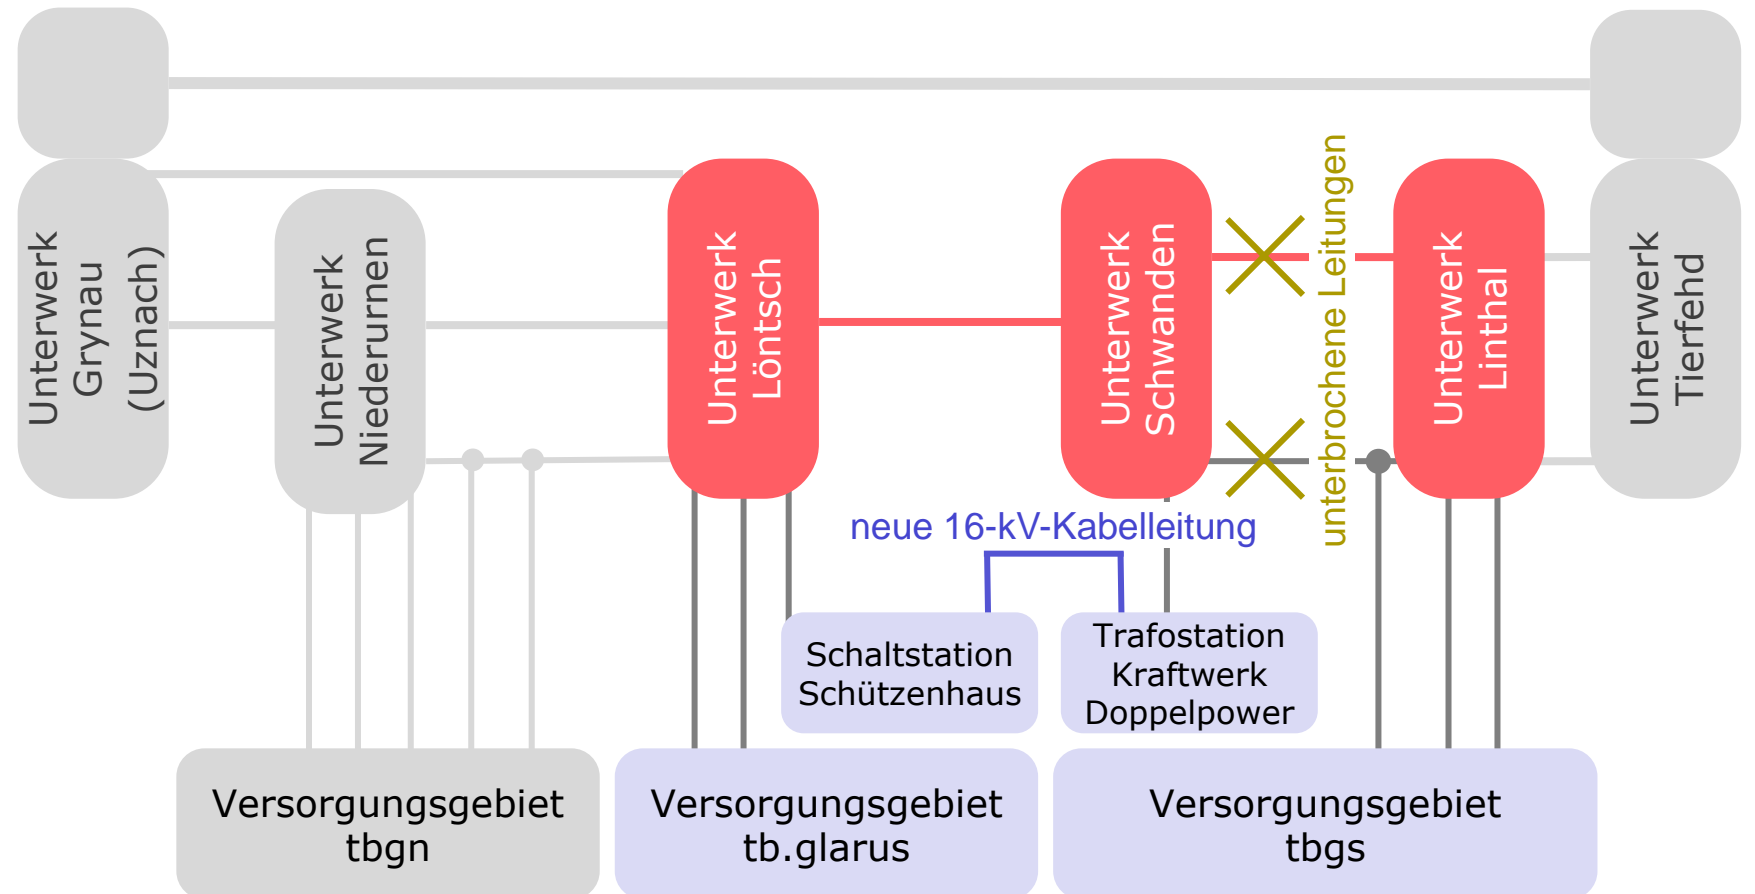 Unterwerk
Grynau
(Uznach)
Unterwerk
Niederurnen
Unterwerk
Löntsch
Unterwerk
Schwanden
unterbrochene Leitungen
Unterwerk
Linthal
Unterwerk
Tierfehd
neue 16-kV-Kabelleitung
Schaltstation
Schützenhaus
Trafostation
Kraftwerk
Doppelpower
Versorgungsgebiet
tbgn
Versorgungsgebiet
tb.glarus
Versorgungsgebiet
tbgs